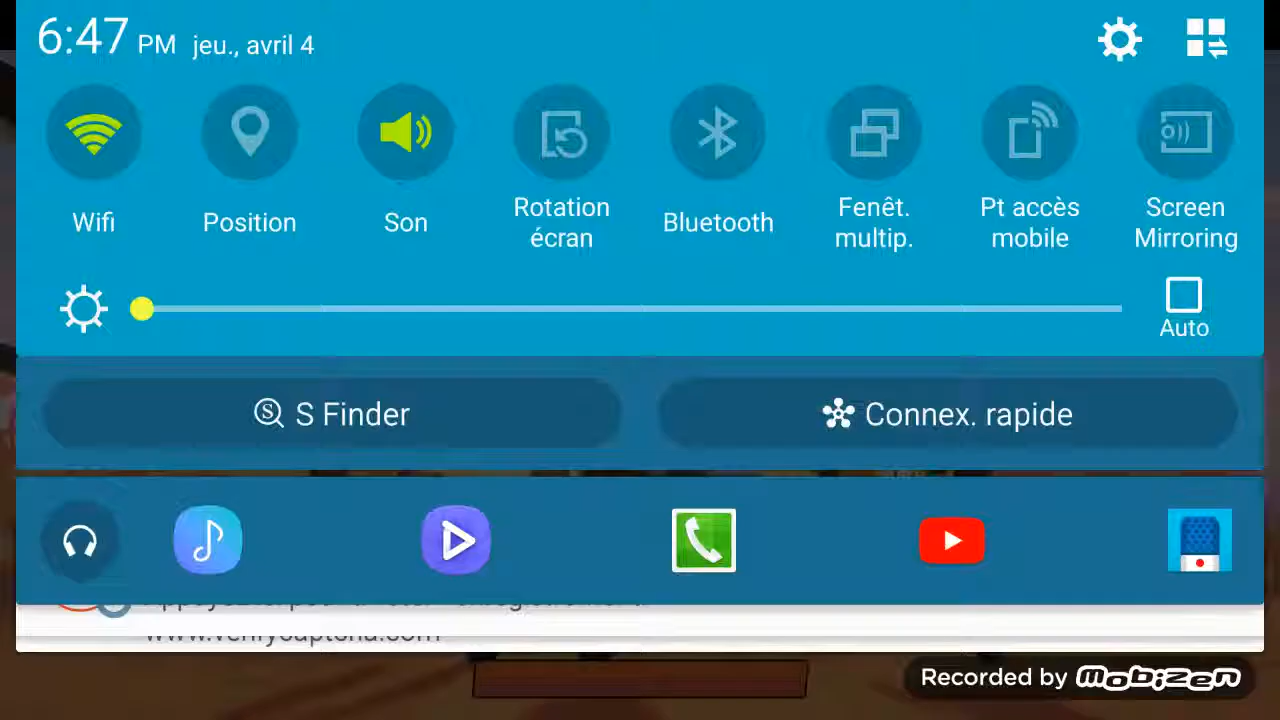 6:47 PM jeu., avril 4
Wifi
Position
Son
Rotation
écran
Bluetooth
Fenêt.
multip.
Pt accès
mobile
Screen
Mirroring
Auto
S Finder
Connex. rapide
Recorded by MOBIZEN